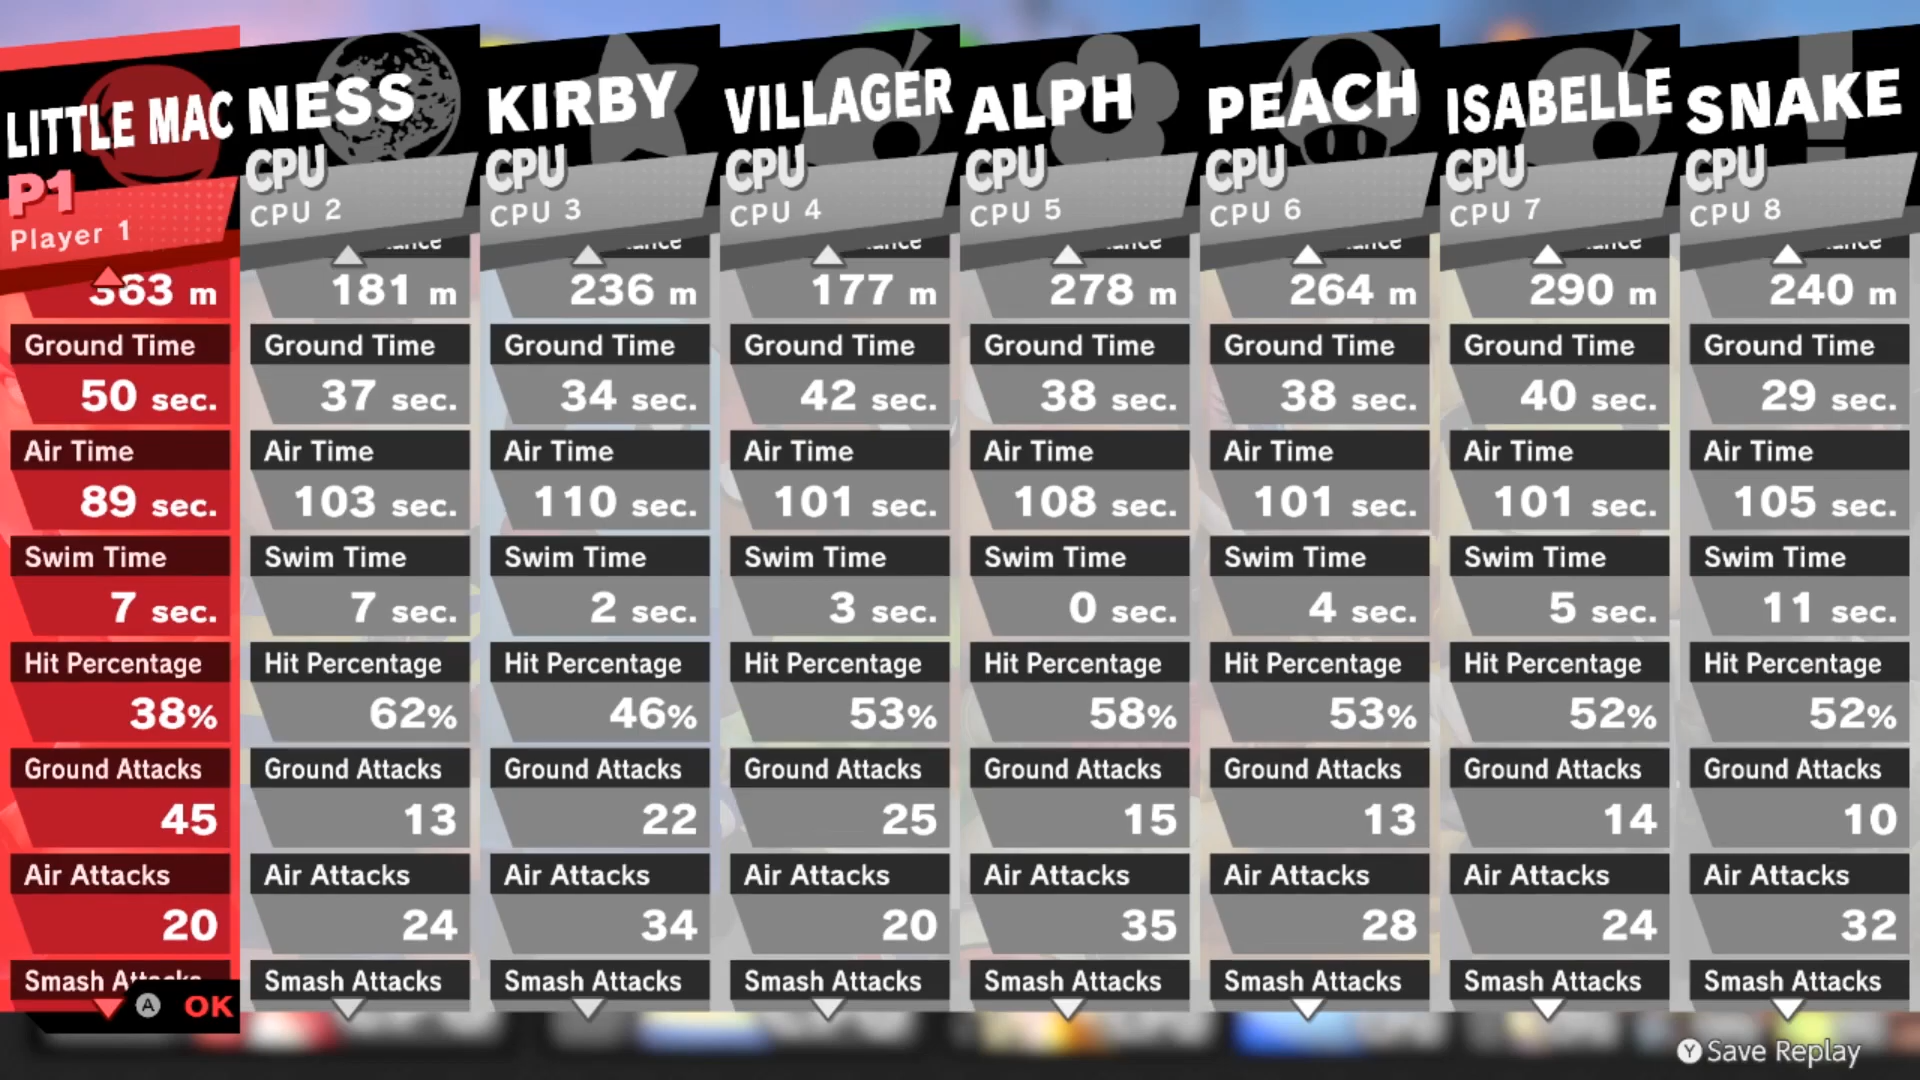 LITTLE MAC NESS KIRBY VILLAGER ALPH PEACH ISABELLE SNAKE
P1 CPU CPU CPU CPU CPU CPU CPU
Player 1 CPU 2 CPU 3 CPU 4 CPU 5 CPU 6 CPU 7 CPU 8
363 m 181 m 236 m 177 m 278 m 264 m 290 m 240 m
Ground Time Ground Time Ground Time Ground Time Ground Time Ground Time Ground Time Ground Time
50 sec. 37 sec. 34 sec. 42 sec. 38 sec. 38 sec. 40 sec. 29 sec.
Air Time Air Time Air Time Air Time Air Time Air Time Air Time Air Time
89 sec. 103 sec. 110 sec. 101 sec. 108 sec. 101 sec. 101 sec. 105 sec.
Swim Time Swim Time Swim Time Swim Time Swim Time Swim Time Swim Time Swim Time
7 sec. 7 sec. 2 sec. 3 sec. 0 sec. 4 sec. 5 sec. 11 sec.
Hit Percentage Hit Percentage Hit Percentage Hit Percentage Hit Percentage Hit Percentage Hit Percentage Hit Percentage
38% 62% 46% 53% 58% 53% 52% 52%
Ground Attacks Ground Attacks Ground Attacks Ground Attacks Ground Attacks Ground Attacks Ground Attacks Ground Attacks
45 13 22 25 15 13 14 10
Air Attacks Air Attacks Air Attacks Air Attacks Air Attacks Air Attacks Air Attacks Air Attacks
20 24 34 20 35 28 24 32
Smash Attacks Smash Attacks Smash Attacks Smash Attacks Smash Attacks Smash Attacks Smash Attacks Smash Attacks
A OK
Y Save Replay